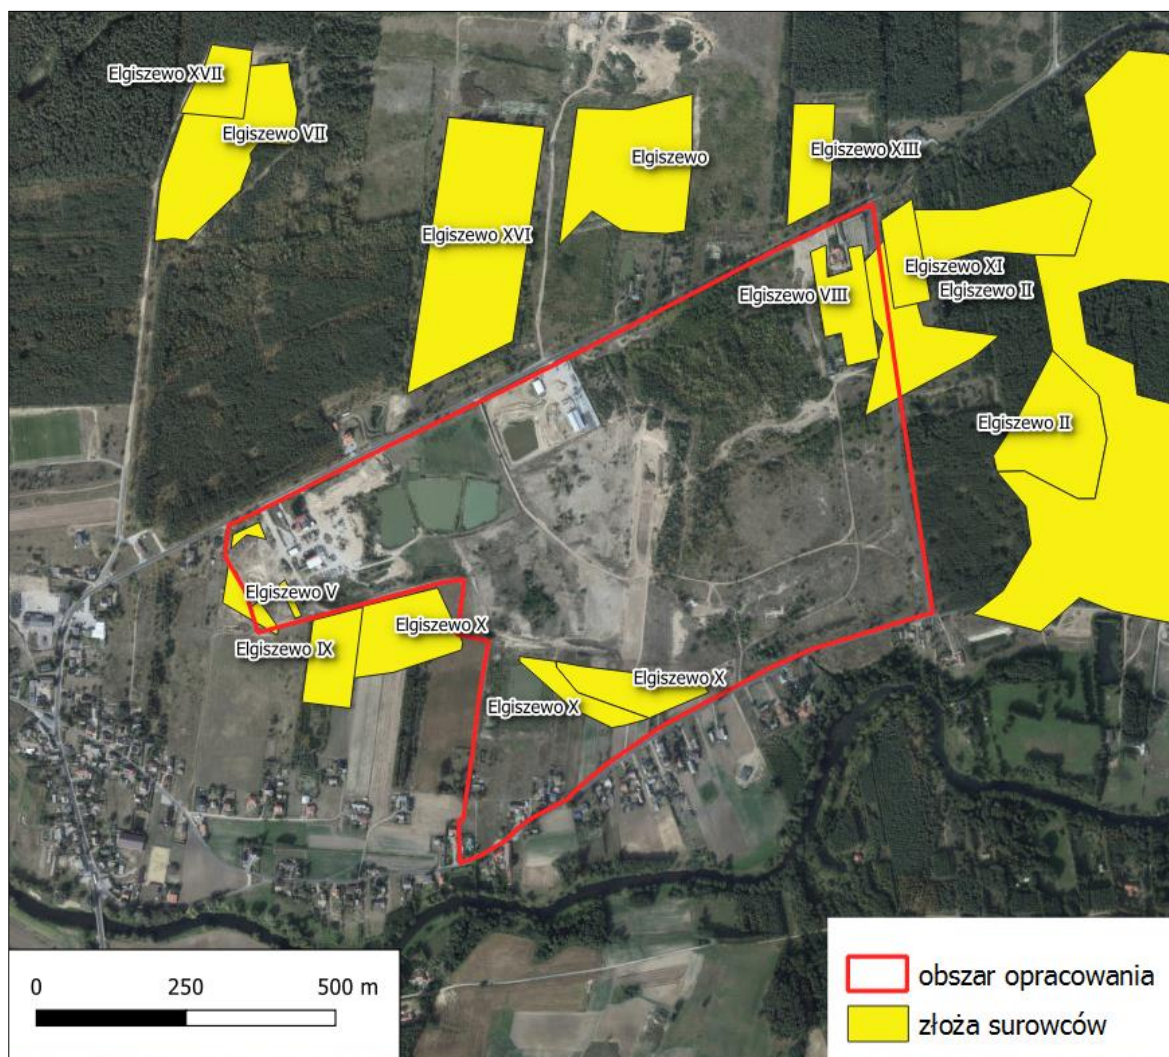 Elgiszewo XVII
Elgiszewo VII
Elgiszewo
Elgiszewo XIII
Elgiszewo XVI
Elgiszewo XI
Elgiszewo VIII
Elgiszewo II
Elgiszewo II
Elgiszewo V
Elgiszewo IX
Elgiszewo X
Elgiszewo X
Elgiszewo X
0 250 500 m
obszar opracowania
złoża surowców